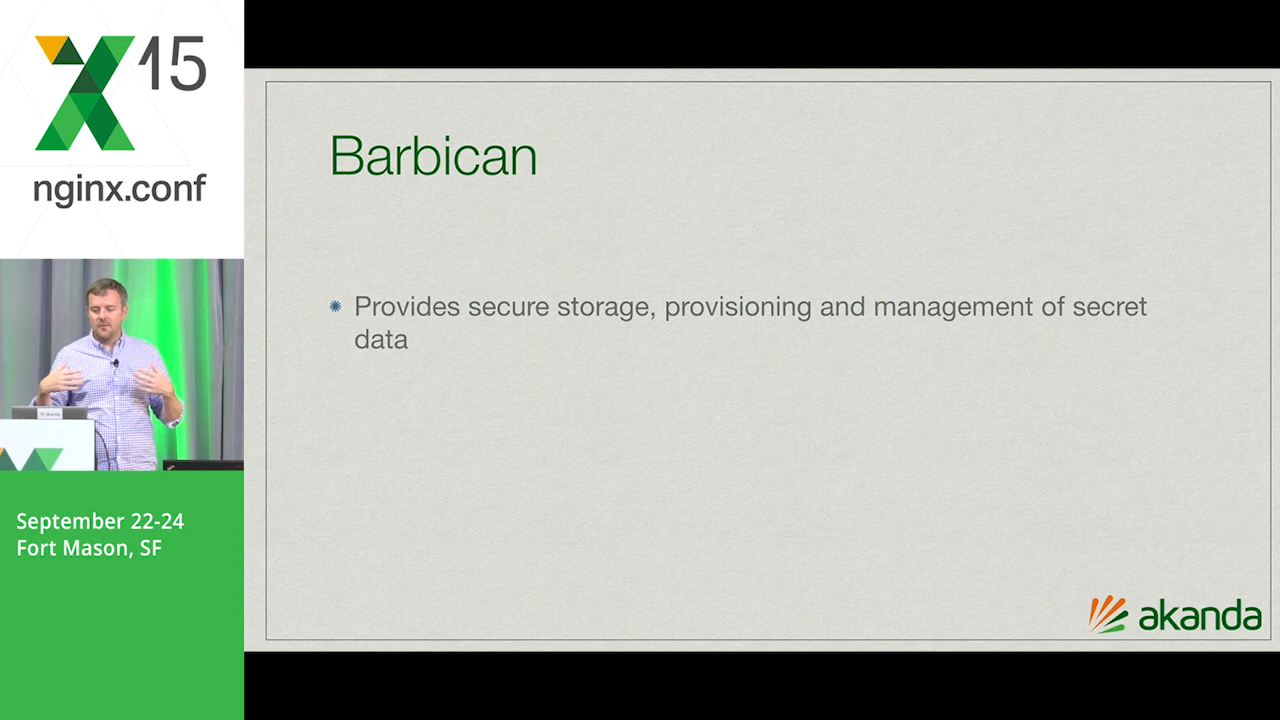 15
nginx.conf
September 22-24
Fort Mason, SF
Barbican
Provides secure storage, provisioning and management of secret
data
akanda